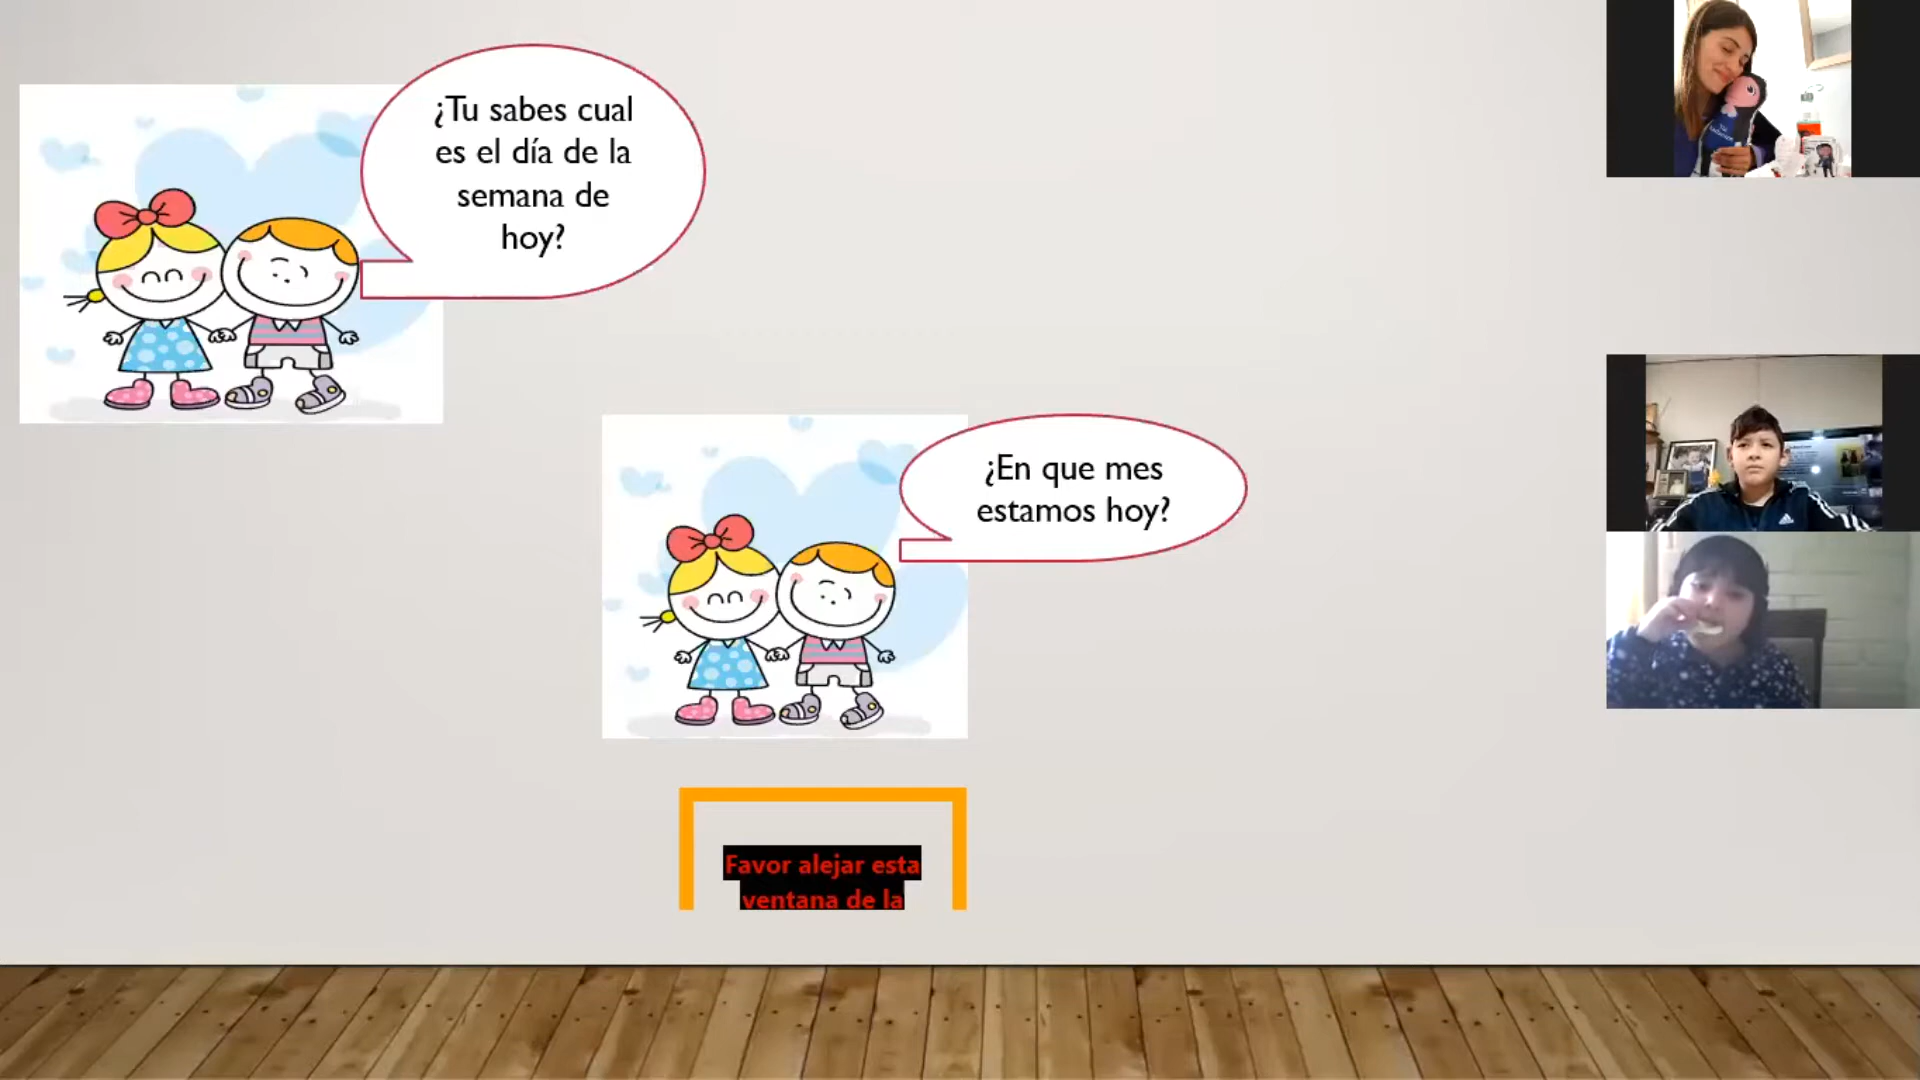 ¿Tu sabes cual
es el día de la
semana de
hoy?
¿En que mes
estamos hoy?
Favor alejar esta
ventana de la